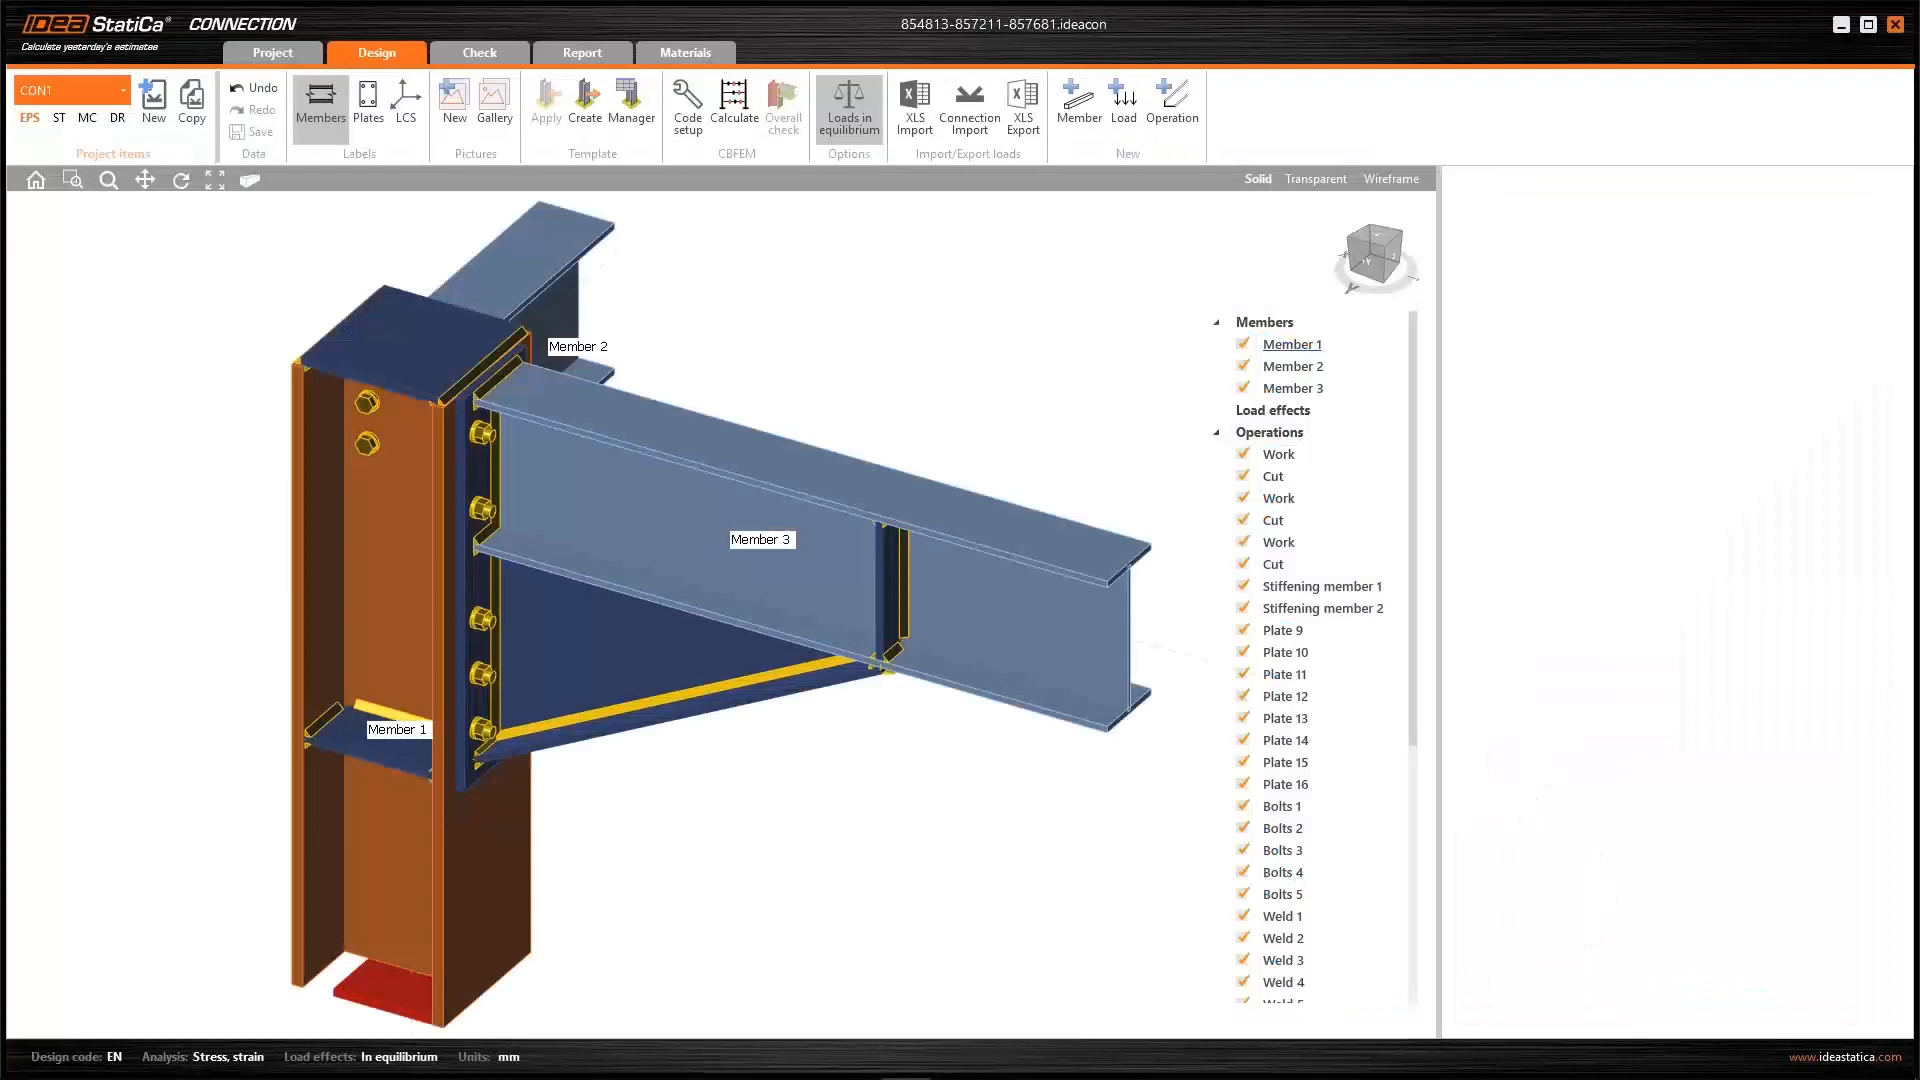 IDEA StatiCa® CONNECTION
Calculate yesterday's estimates
854813-857211-857681.ideacon
Project Design Check Report Materials
CON1
EPS ST MC DR New Copy
Project items
Undo
Redo
Save
Data
Members Plates LCS
Labels
New Gallery
Pictures
Apply Create Manager
Template
Code setup Calculate Overall check
CBFEM
Loads in equilibrium
Options
XLS Import Connection Import XLS Export
Import/Export loads
Member Load Operation
New
Solid Transparent Wireframe
Member 2
Member 3
Member 1
Members
Member 1
Member 2
Member 3
Load effects
Operations
Work
Cut
Work
Cut
Work
Cut
Stiffening member 1
Stiffening member 2
Plate 9
Plate 10
Plate 11
Plate 12
Plate 13
Plate 14
Plate 15
Plate 16
Bolts 1
Bolts 2
Bolts 3
Bolts 4
Bolts 5
Weld 1
Weld 2
Weld 3
Weld 4
Design code: EN Analysis: Stress, strain Load effects: In equilibrium Units: mm
www.ideastatica.com